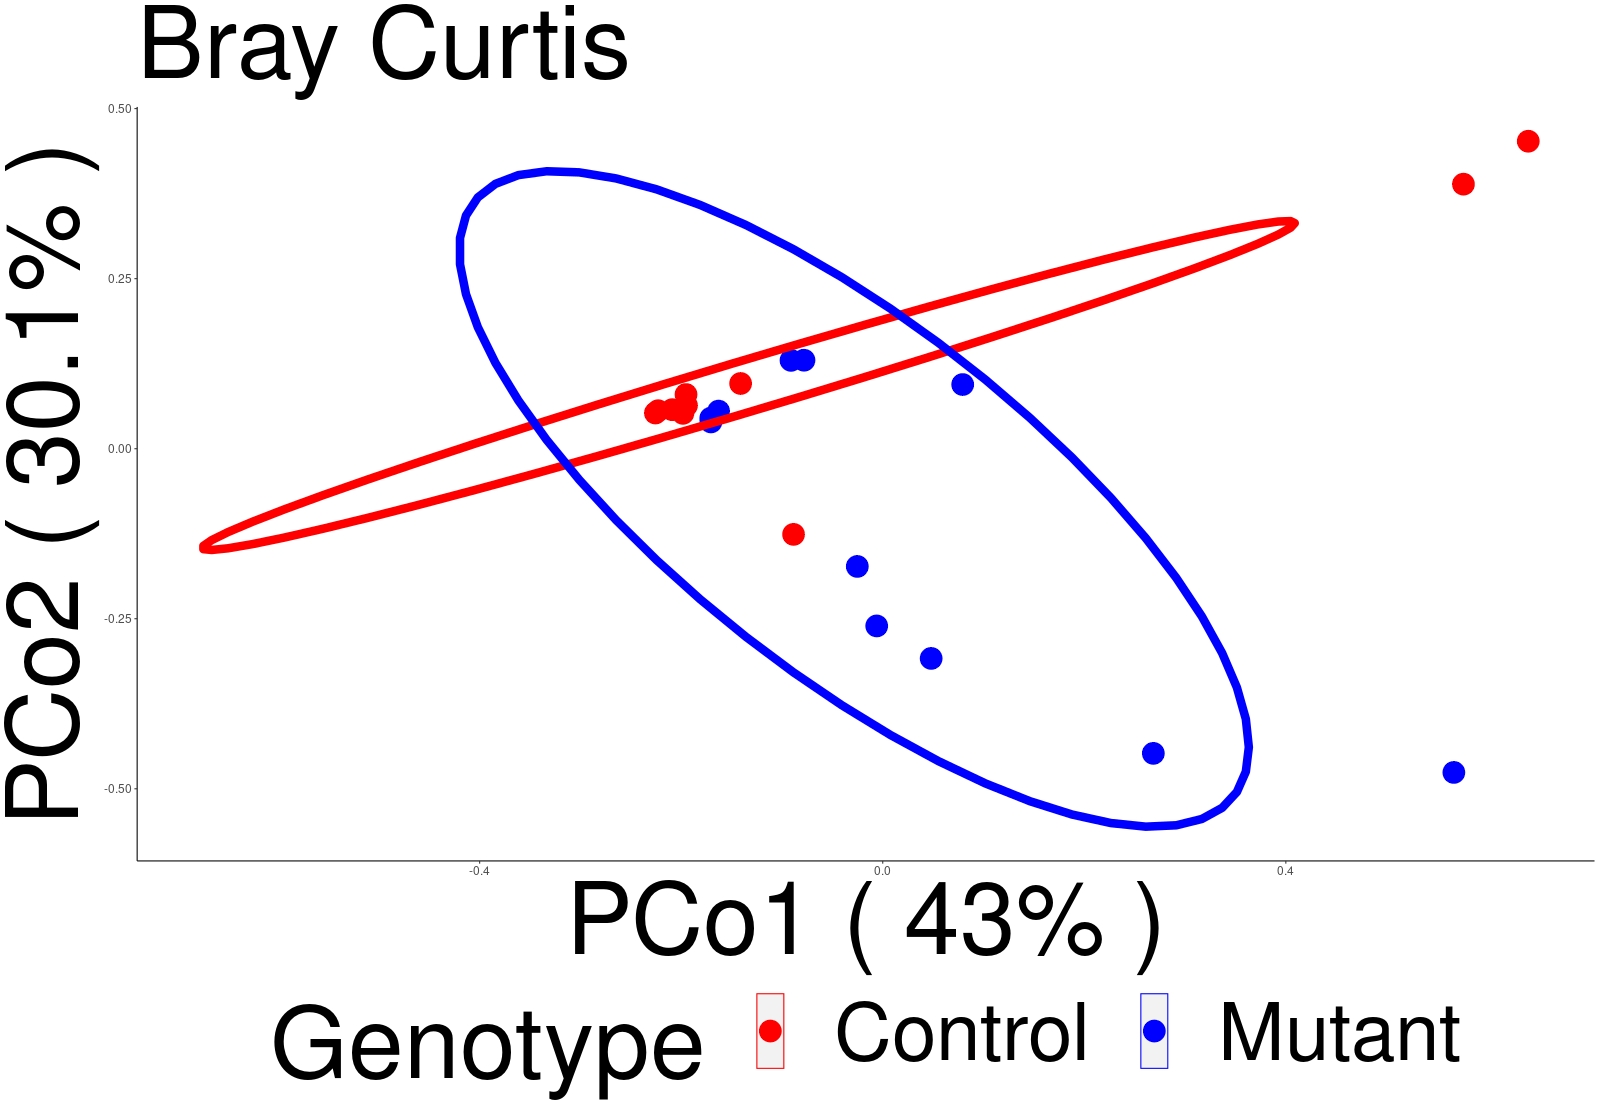 Bray Curtis
PCo2 ( 30.1% )
0.50
0.25
0.00
-0.25
-0.50
-0.4 0.0 0.4
PCo1 ( 43% )
Genotype Control Mutant